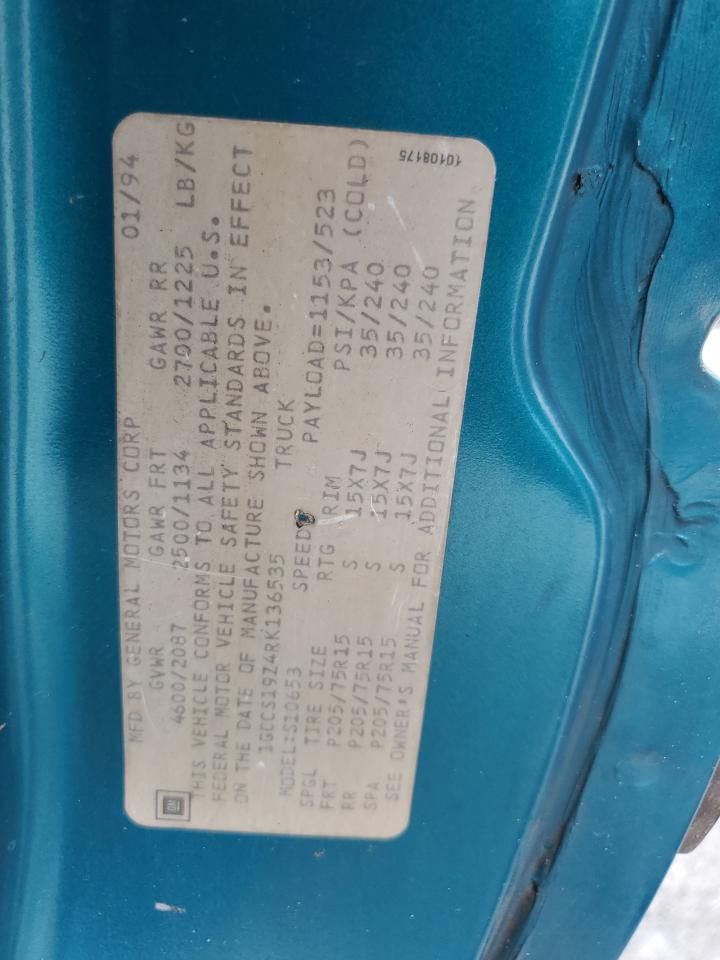 MFD BY GENERAL MOTORS CORP 01/94
GVWR GAWR FRT GAWR RR
4600/2087 2500/1134 2700/1225 LB/KG
THIS VEHICLE CONFORMS TO ALL APPLICABLE U.S.
FEDERAL MOTOR VEHICLE SAFETY STANDARDS IN EFFECT
ON THE DATE OF MANUFACTURE SHOWN ABOVE.
1GCCS19Z4RK136535 TRUCK
MODEL:S10653
SPGL SPEED PAYLOAD=1153/523
TIRE SIZE RTG RIM PSI/KPA (COLD)
FRT P205/75R15 S 15X7J 35/240
RR P205/75R15 S 15X7J 35/240
SPA P205/75R15 S 15X7J 35/240
SEE OWNER'S MANUAL FOR ADDITIONAL INFORMATION
GM
10108175